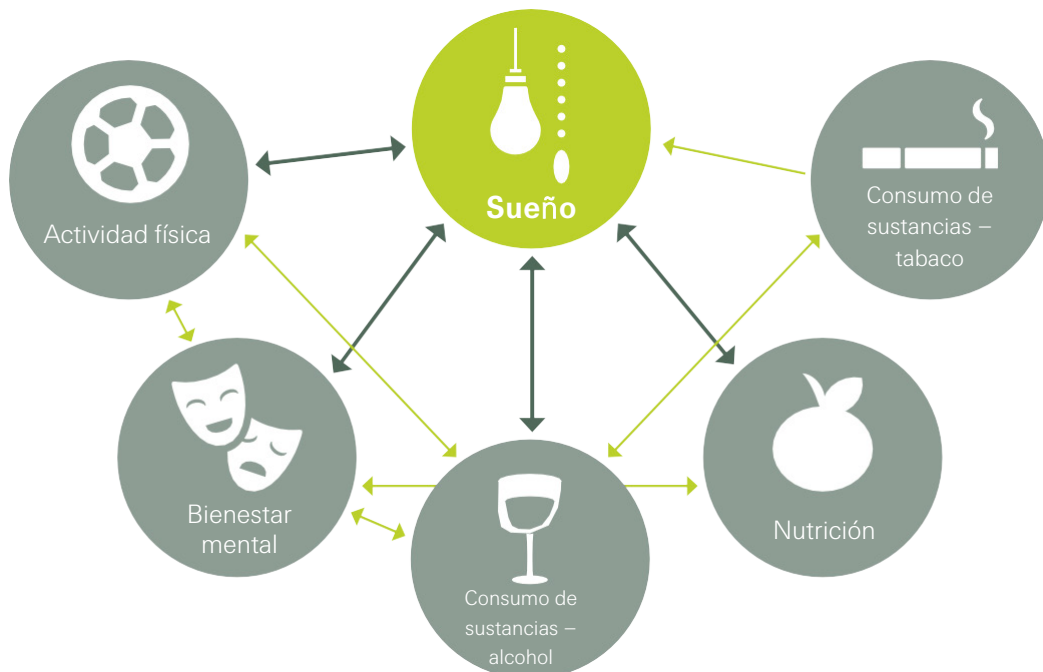 Sueño
Actividad física
Consumo de
sustancias –
tabaco
Bienestar
mental
Consumo de
sustancias –
alcohol
Nutrición